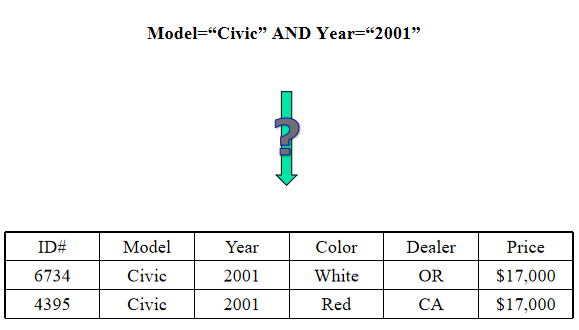 Model=“Civic” AND Year=“2001”
?
ID# Model Year Color Dealer Price
6734 Civic 2001 White OR $17,000
4395 Civic 2001 Red CA $17,000